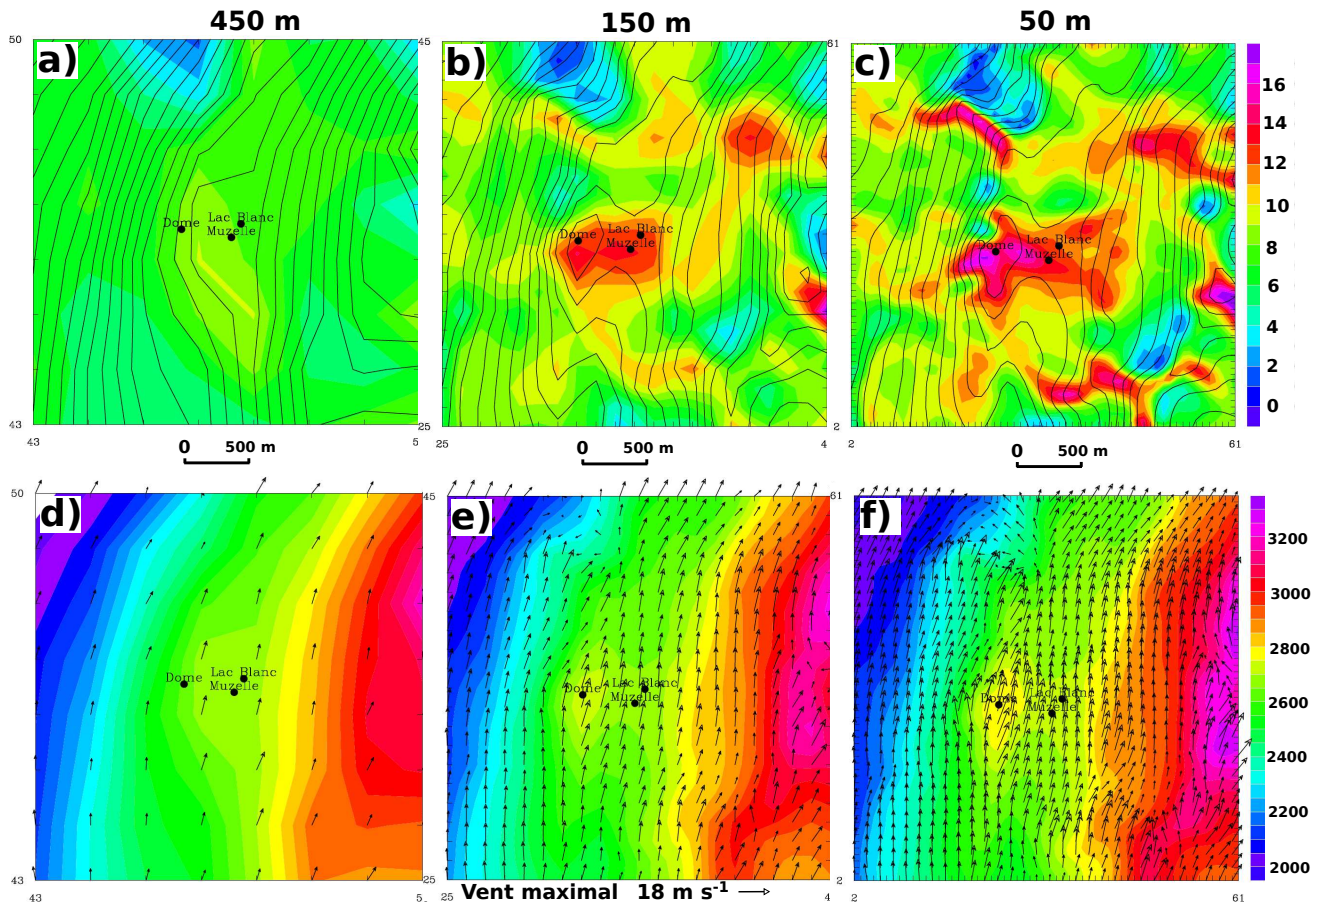 450 m
150 m
50 m
50
45
61
a)
b)
c)
16
14
12
10
8
6
4
2
0
Dome
Lac Blanc
Muzelle
Dome
Lac Blanc
Muzelle
Dome
Lac Blanc
Muzelle
43
25
2
43
5
25
4
2
61
0 500 m
0 500 m
0 500 m
50
45
61
d)
e)
f)
3200
3000
2800
2600
2400
2200
2000
Dome
Lac Blanc
Muzelle
Dome
Lac Blanc
Muzelle
Dome
Lac Blanc
Muzelle
43
25
2
43
5
25
4
2
61
Vent maximal 18 m s-1